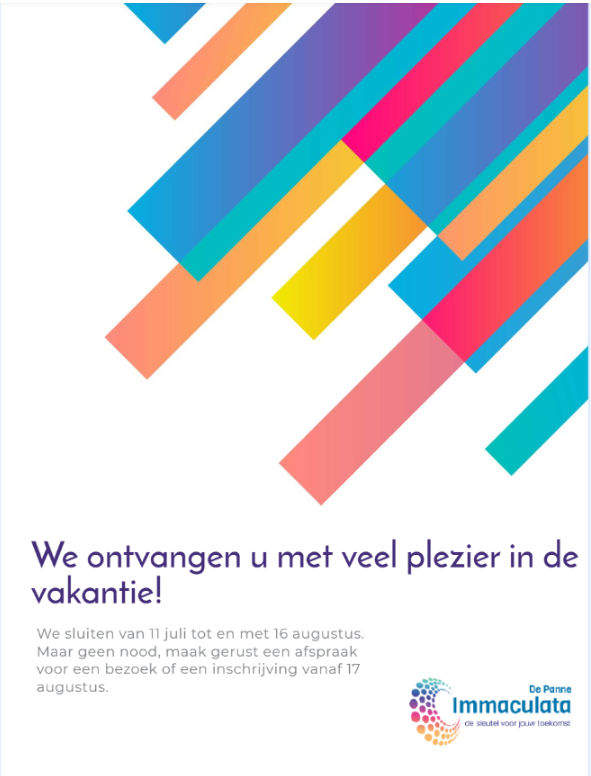 We ontvangen u met veel plezier in de
vakantie!
We sluiten van 11 juli tot en met 16 augustus.
Maar geen nood, maak gerust een afspraak
voor een bezoek of een inschrijving vanaf 17
augustus.
De Panne
Immaculata
de sleutel voor jouw toekomst